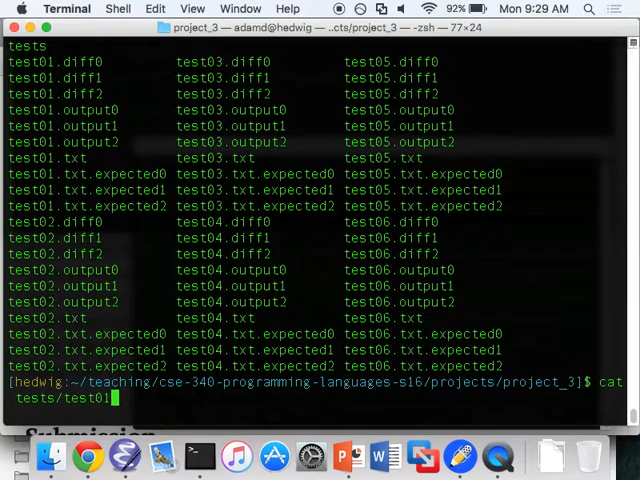 Terminal Shell Edit View Window Help 92% Mon 9:29 AM
project_3 — adamd@hedwig — ..cts/project_3 — -zsh — 77×24
tests
test01.diff0 test03.diff0 test05.diff0
test01.diff1 test03.diff1 test05.diff1
test01.diff2 test03.diff2 test05.diff2
test01.output0 test03.output0 test05.output0
test01.output1 test03.output1 test05.output1
test01.output2 test03.output2 test05.output2
test01.txt test03.txt test05.txt
test01.txt.expected0 test03.txt.expected0 test05.txt.expected0
test01.txt.expected1 test03.txt.expected1 test05.txt.expected1
test01.txt.expected2 test03.txt.expected2 test05.txt.expected2
test02.diff0 test04.diff0 test06.diff0
test02.diff1 test04.diff1 test06.diff1
test02.diff2 test04.diff2 test06.diff2
test02.output0 test04.output0 test06.output0
test02.output1 test04.output1 test06.output1
test02.output2 test04.output2 test06.output2
test02.txt test04.txt test06.txt
test02.txt.expected0 test04.txt.expected0 test06.txt.expected0
test02.txt.expected1 test04.txt.expected1 test06.txt.expected1
test02.txt.expected2 test04.txt.expected2 test06.txt.expected2
[hedwig:~/teaching/cse-340-programming-languages-s16/projects/project_3]$ cat
tests/test01
Submission